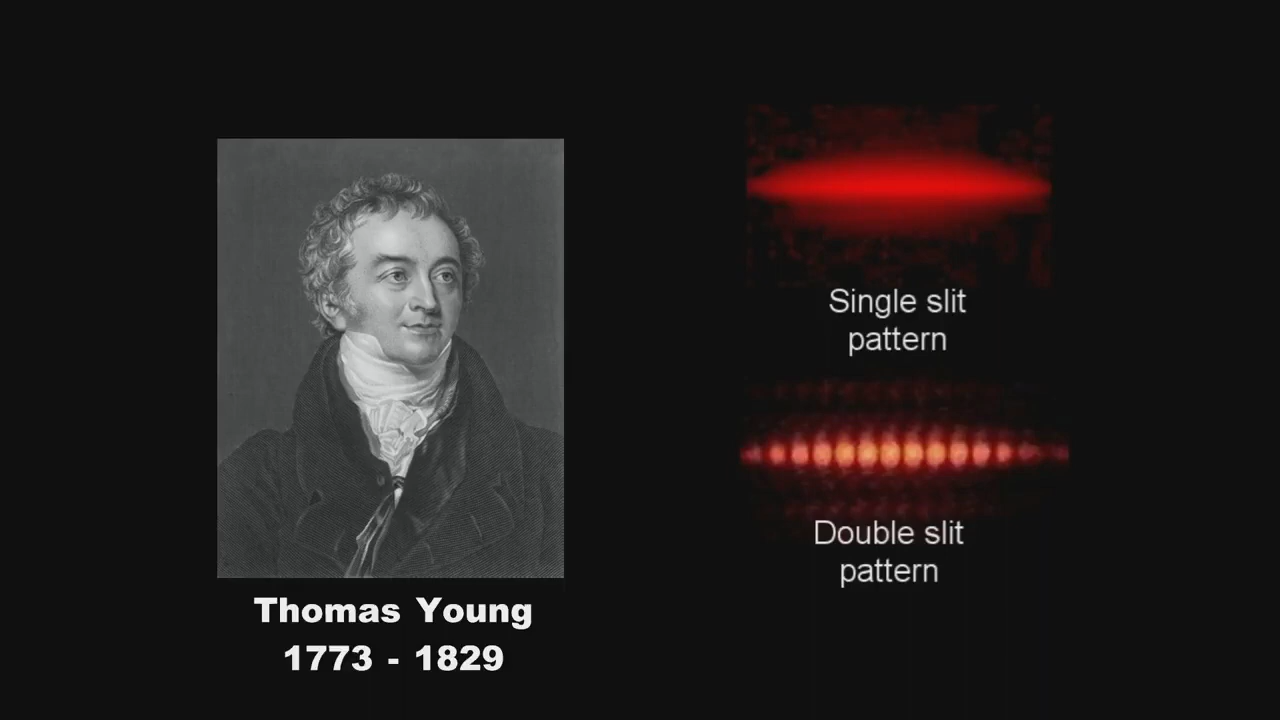 Thomas Young
1773 - 1829
Single slit
pattern
Double slit
pattern